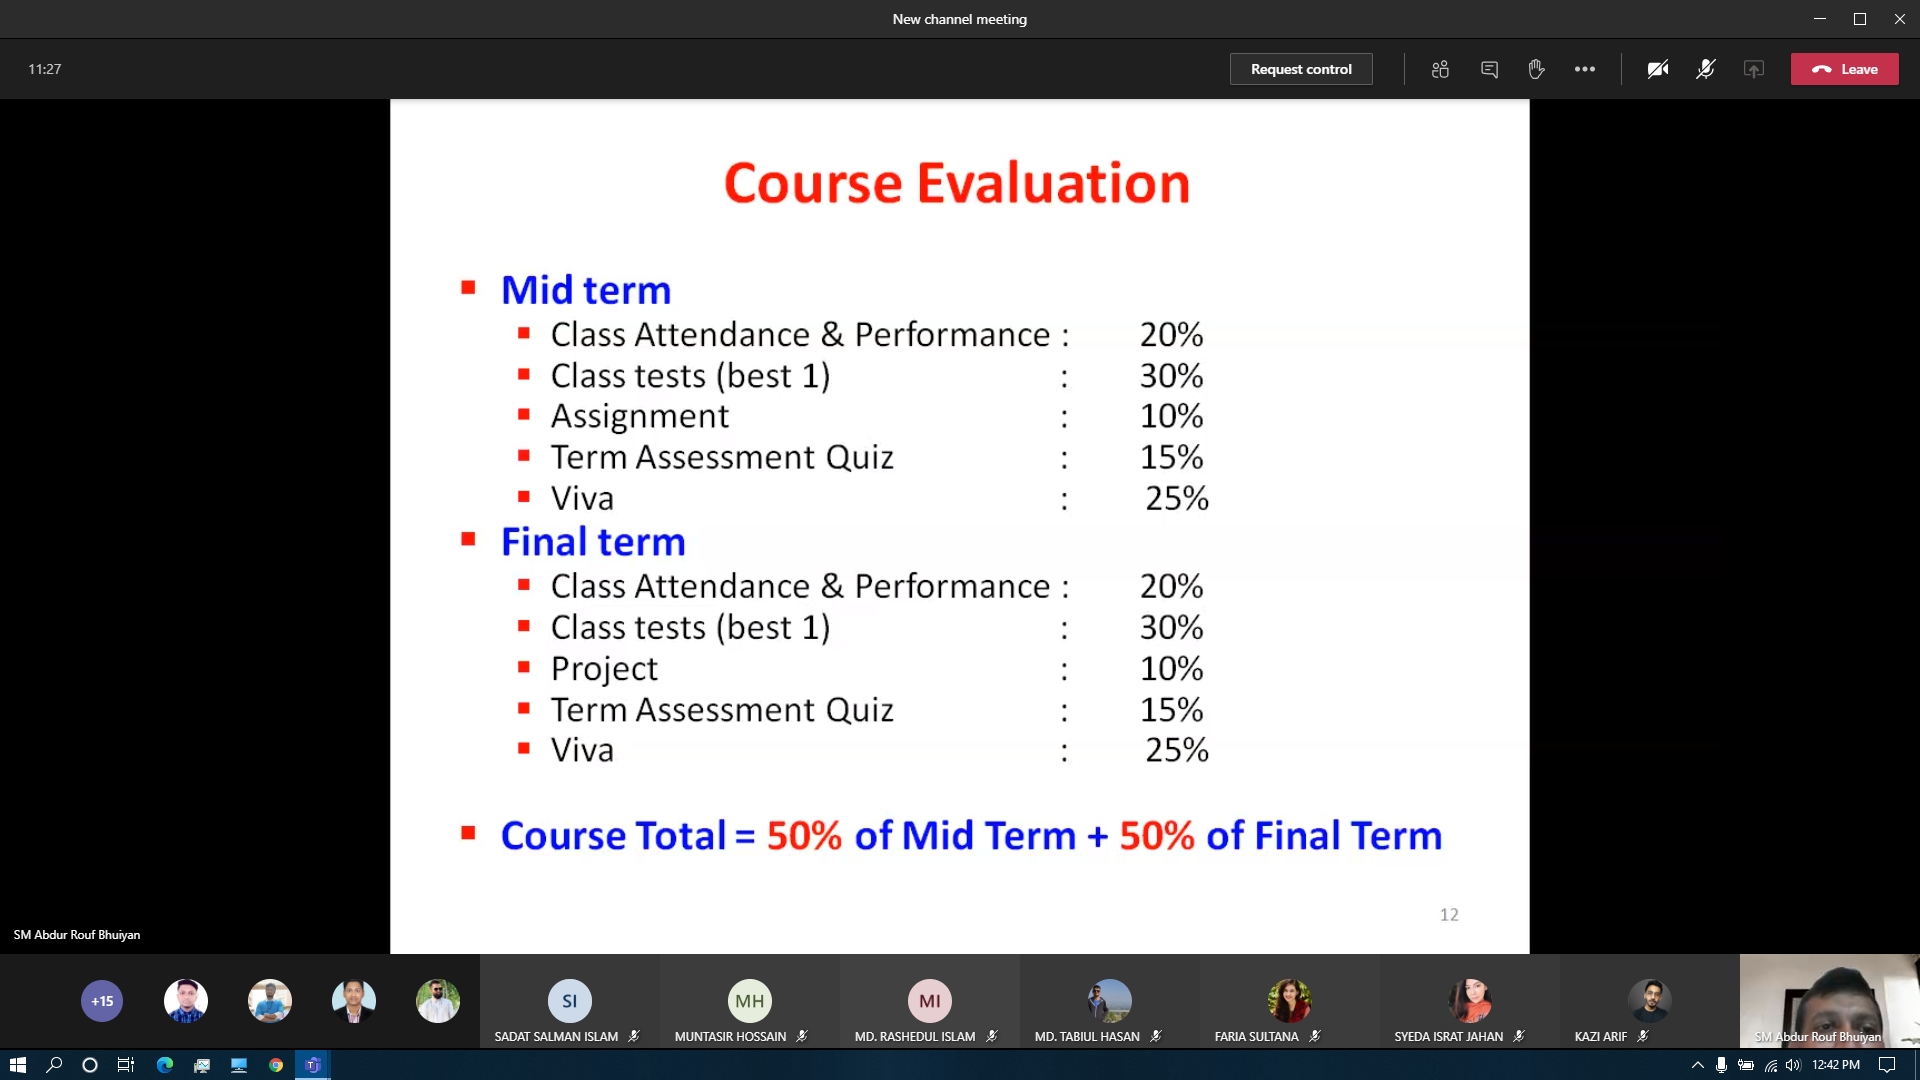 New channel meeting
11:27
Request control
Leave
Course Evaluation
Mid term
Class Attendance & Performance : 20%
Class tests (best 1) : 30%
Assignment : 10%
Term Assessment Quiz : 15%
Viva : 25%
Final term
Class Attendance & Performance : 20%
Class tests (best 1) : 30%
Project : 10%
Term Assessment Quiz : 15%
Viva : 25%
Course Total = 50% of Mid Term + 50% of Final Term
12
SM Abdur Rouf Bhuiyan
+15
SI
MH
MI
SADAT SALMAN ISLAM
MUNTASIR HOSSAIN
MD. RASHEDUL ISLAM
MD. TABIUL HASAN
FARIA SULTANA
SYEDA ISRAT JAHAN
KAZI ARIF
SM Abdur Rouf Bhuiyan
12:42 PM